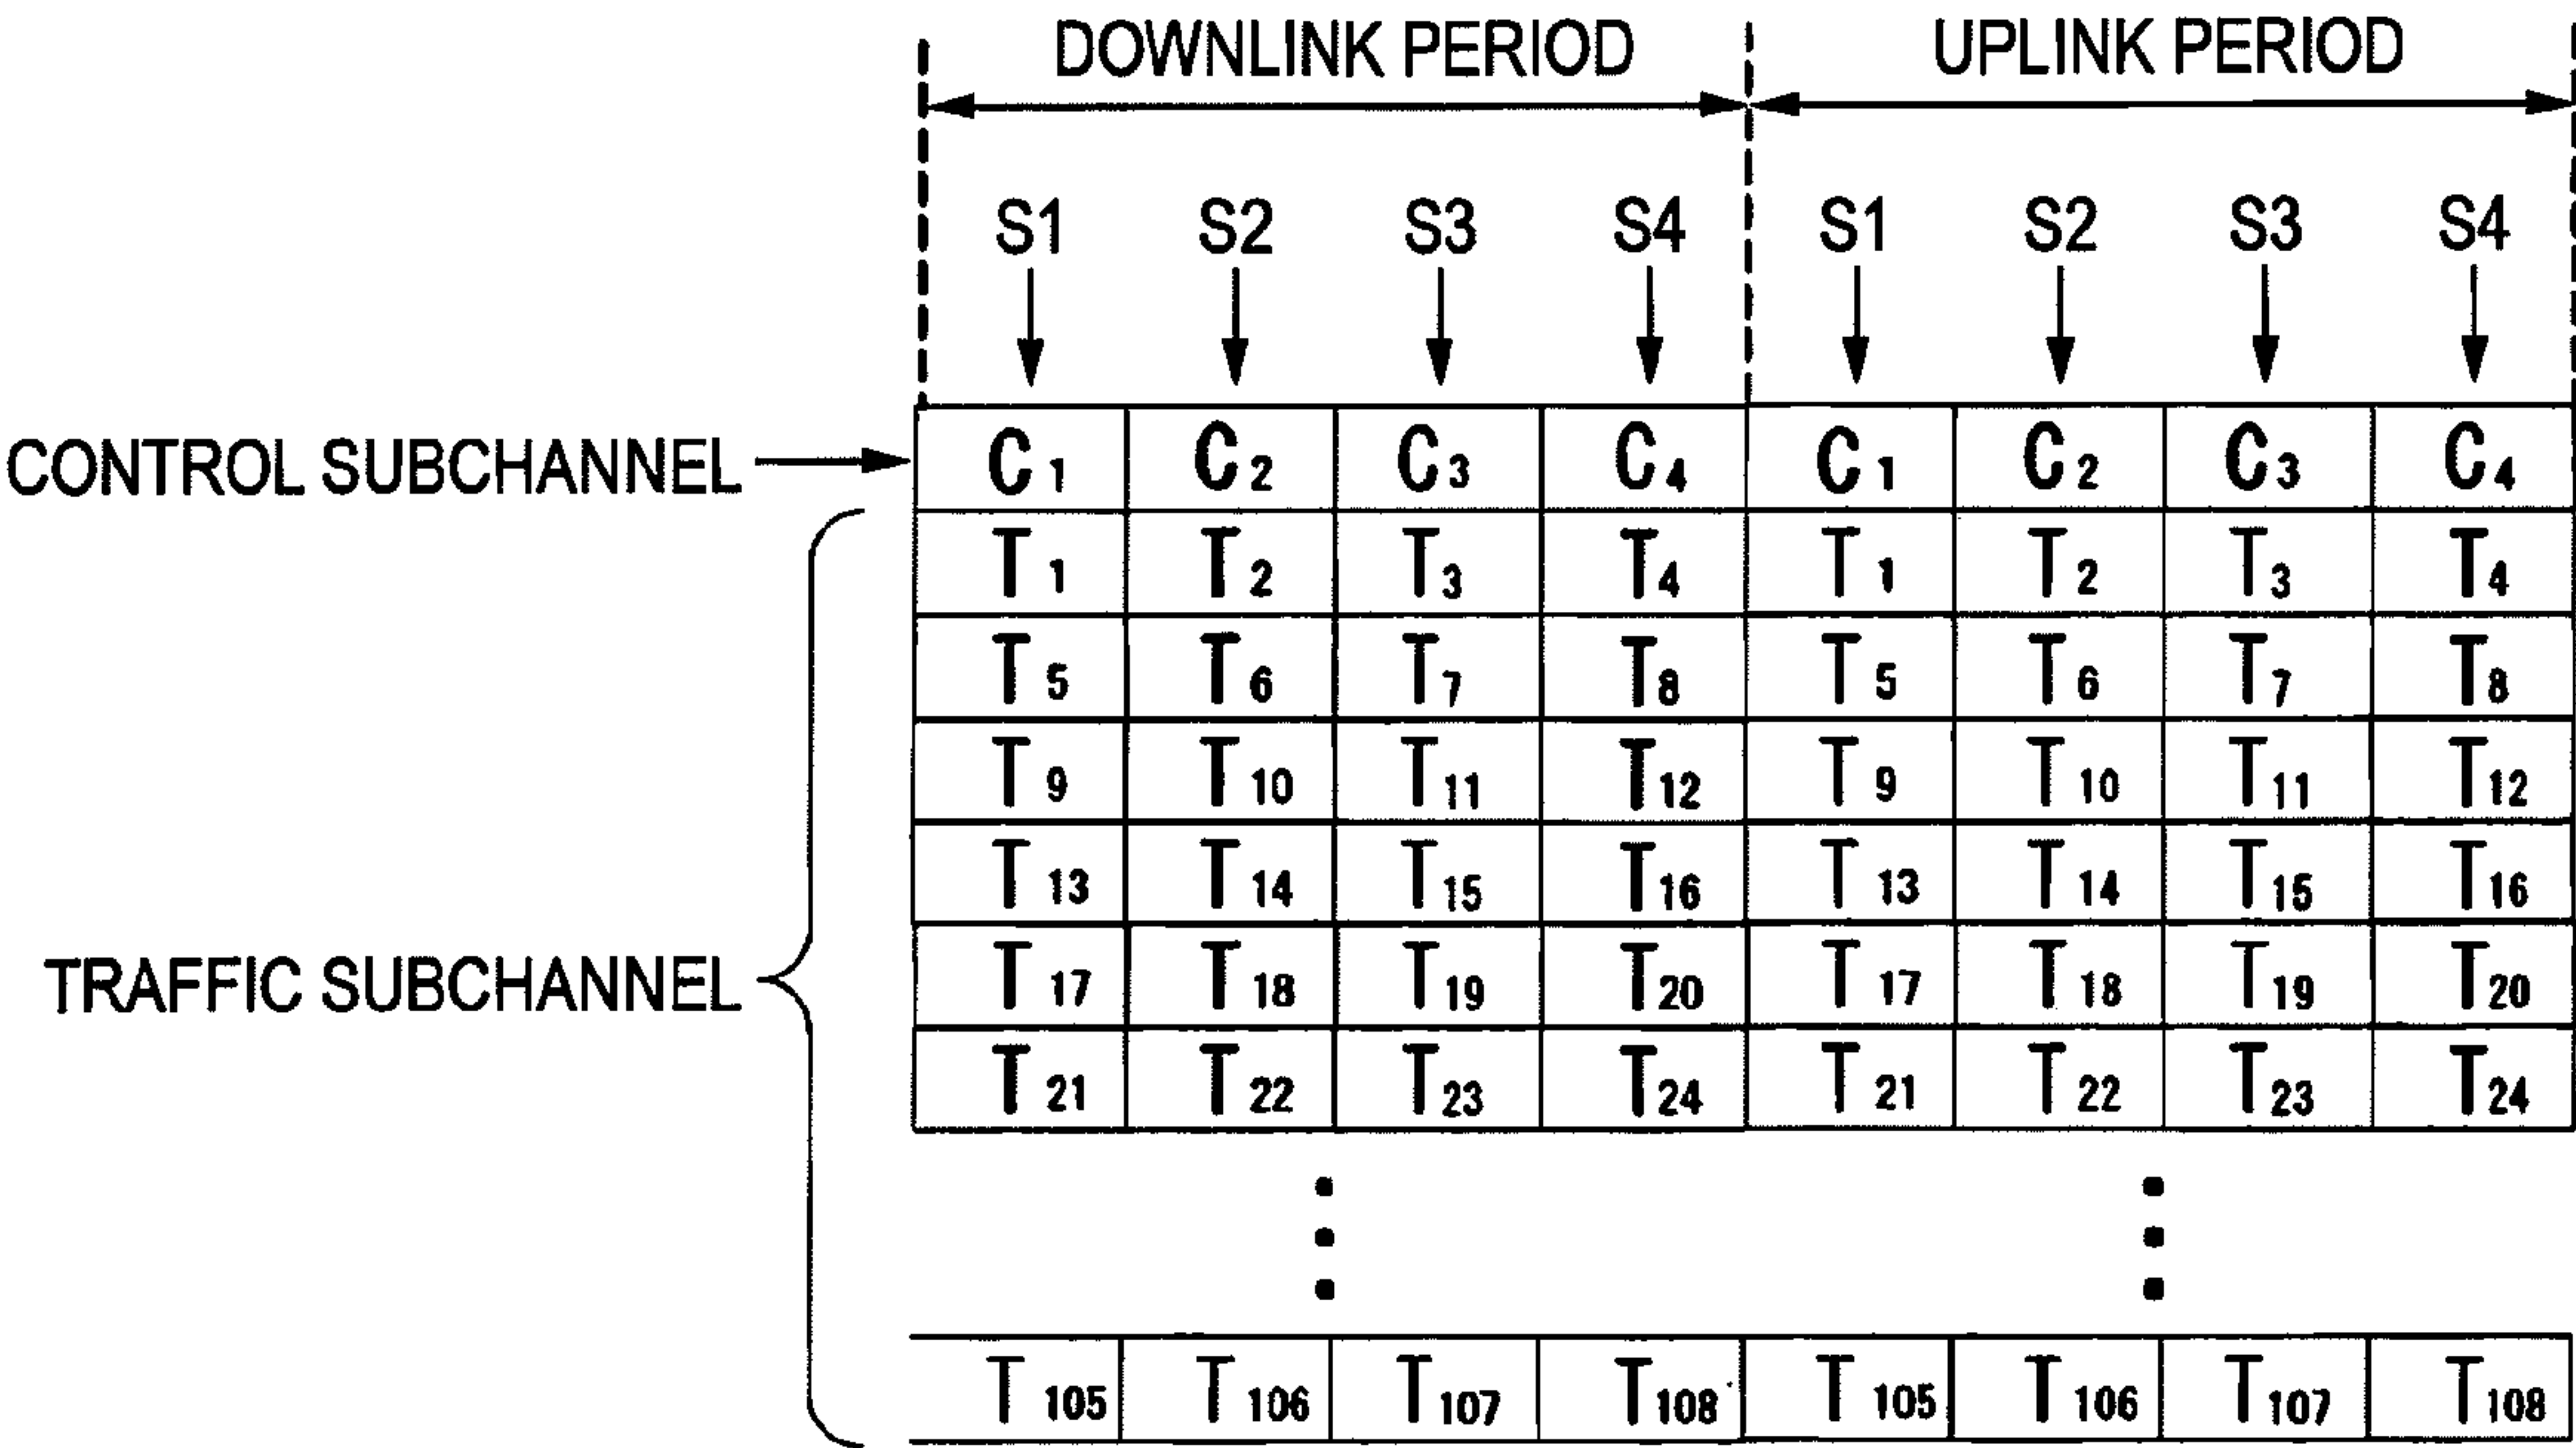 DOWNLINK PERIOD UPLINK PERIOD
S1 S2 S3 S4 S1 S2 S3 S4
CONTROL SUBCHANNEL C1 C2 C3 C4 C1 C2 C3 C4
T1 T2 T3 T4 T1 T2 T3 T4
T5 T6 T7 T8 T5 T6 T7 T8
T9 T10 T11 T12 T9 T10 T11 T12
T13 T14 T15 T16 T13 T14 T15 T16
TRAFFIC SUBCHANNEL T17 T18 T19 T20 T17 T18 T19 T20
T21 T22 T23 T24 T21 T22 T23 T24
T105 T106 T107 T108 T105 T106 T107 T108